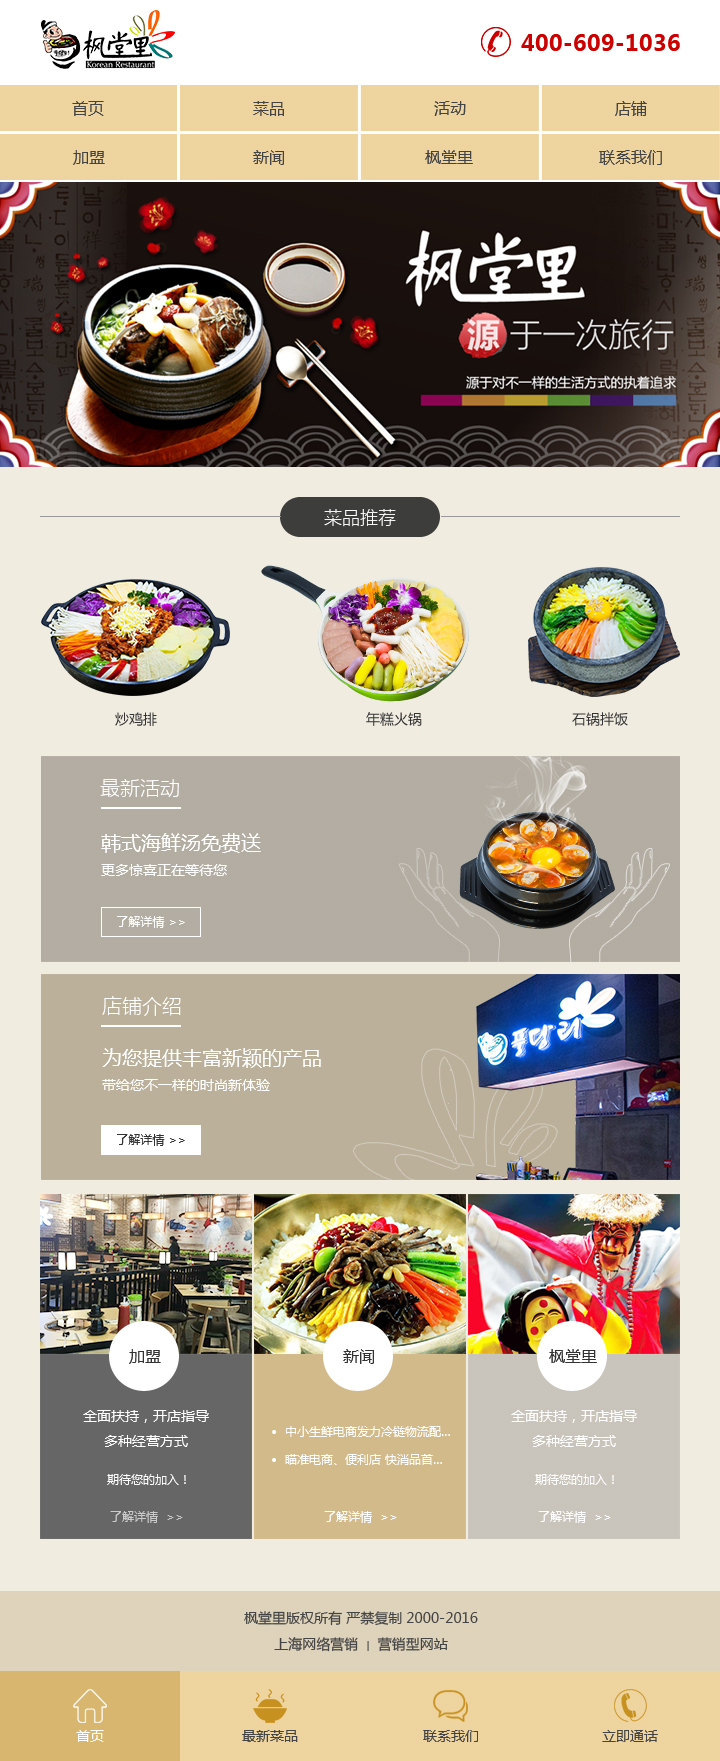 枫堂里
Korean Restaurant
400-609-1036
首页
菜品
活动
店铺
加盟
新闻
枫堂里
联系我们
枫堂里
源于一次旅行
源于对不一样的生活方式的执着追求
菜品推荐
炒鸡排
年糕火锅
石锅拌饭
最新活动
韩式海鲜汤免费送
更多惊喜正在等待您
了解详情 >>
店铺介绍
为您提供丰富新颖的产品
带给您不一样的时尚新体验
了解详情 >>
加盟
全面扶持，开店指导
多种经营方式
期待您的加入！
了解详情 >>
新闻
中小生鲜电商发力冷链物流配...
瞄准电商、便利店 快消品首...
了解详情 >>
枫堂里
全面扶持，开店指导
多种经营方式
期待您的加入！
了解详情 >>
枫堂里版权所有 严禁复制 2000-2016
上海网络营销 | 营销型网站
首页
最新菜品
联系我们
立即通话